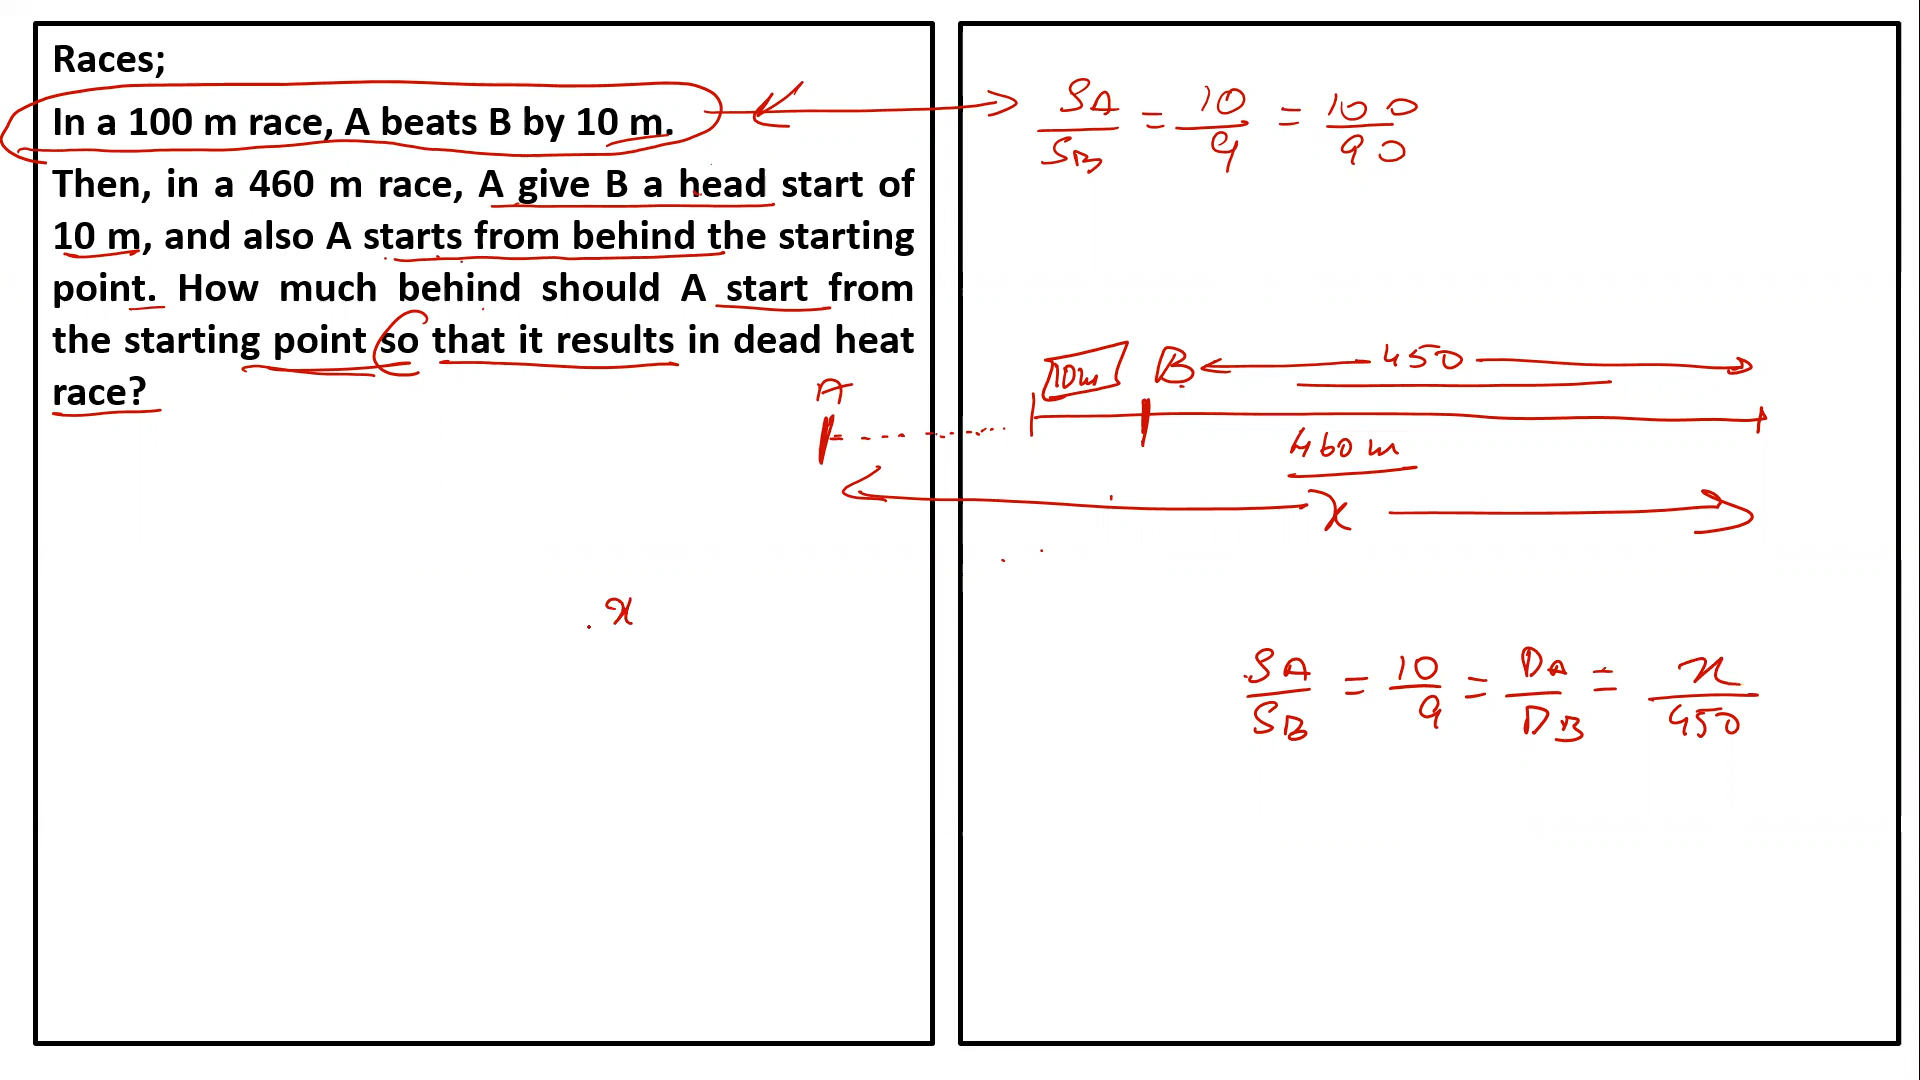 Races;
In a 100 m race, A beats B by 10 m.
Then, in a 460 m race, A give B a head start of
10 m, and also A starts from behind the starting
point. How much behind should A start from
the starting point so that it results in dead heat
race?
A
x
SA/SB = 10/9 = 100/90
10m B 450
460 m
x
SA/SB = 10/9 = DA/DB = x/450